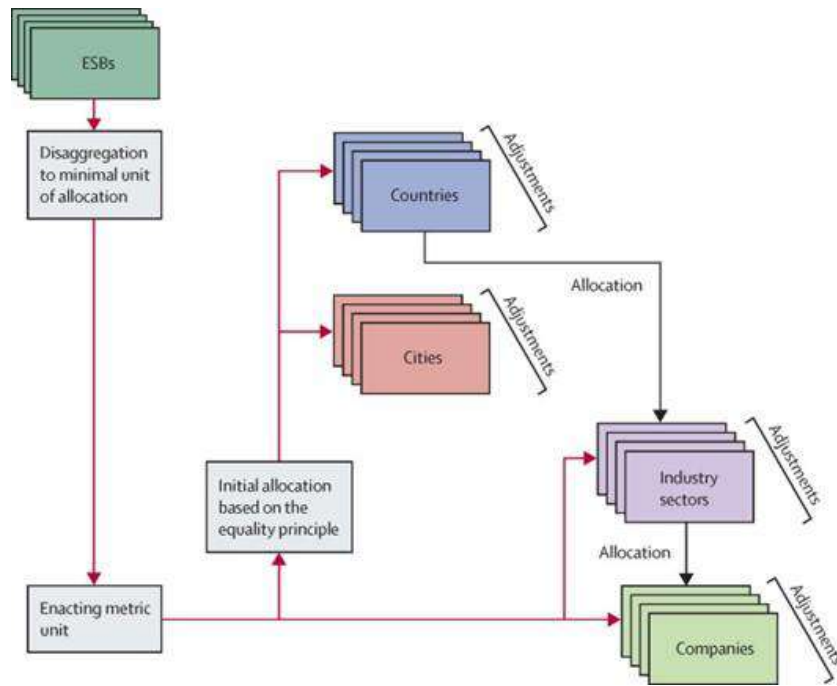 ESBs
Disaggregation
to minimal unit
of allocation
Adjustments
Countries
Allocation
Adjustments
Cities
Initial allocation
based on the
equality principle
Adjustments
Industry
sectors
Allocation
Enacting metric
unit
Adjustments
Companies